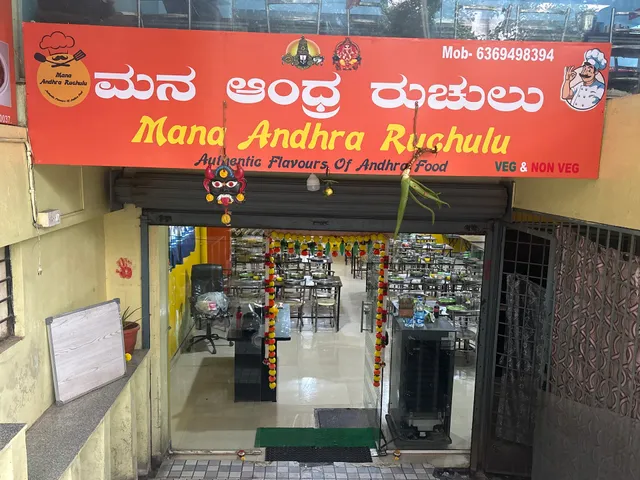 Mob- 6369498394
Mana
Andhra Ruchulu
ಮನ ಆಂಧ್ರ ರುಚುಲು
Mana Andhra Ruchulu
Authentic Flavours Of Andhra Food
VEG & NON VEG